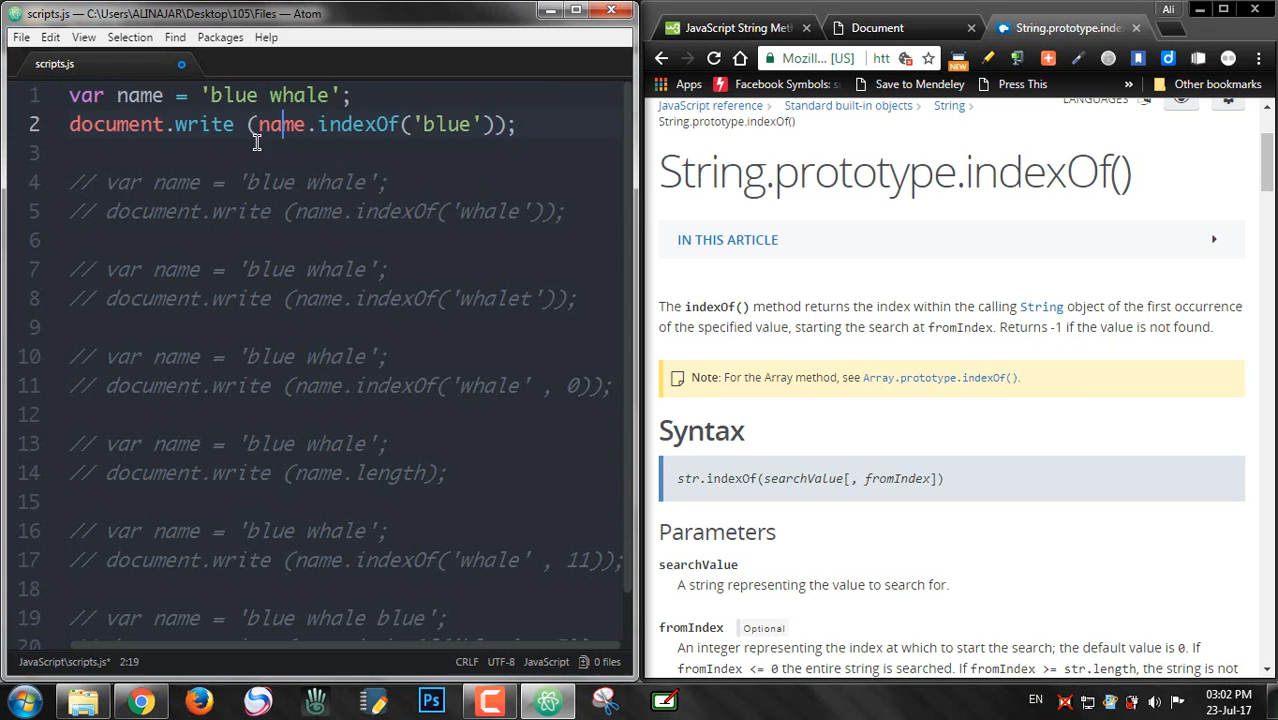 scripts.js — C:\Users\ALINAJAR\Desktop\105\Files — Atom
File Edit View Selection Find Packages Help
scripts.js
1 var name = 'blue whale';
2 document.write (name.indexOf('blue'));
3
4 // var name = 'blue whale';
5 // document.write (name.indexOf('whale'));
6
7 // var name = 'blue whale';
8 // document.write (name.indexOf('whalet'));
9
10 // var name = 'blue whale';
11 // document.write (name.indexOf('whale' , 0));
12
13 // var name = 'blue whale';
14 // document.write (name.length);
15
16 // var name = 'blue whale';
17 // document.write (name.indexOf('whale' , 11));
18
19 // var name = 'blue whale blue';
20
JavaScript\scripts.js* 2:19 CRLF UTF-8 JavaScript 0 files
Ali
JavaScript String Meth Document String.prototype.inde
Mozilla... [US] htt NEW
Apps Facebook Symbols: Save to Memdeley Press This » Other bookmarks
JavaScript reference Standard built-in objects String LANGUAGES
String.prototype.indexOf()
String.prototype.indexOf()
IN THIS ARTICLE
The indexOf() method returns the index within the calling String object of the first occurrence
of the specified value, starting the search at fromIndex. Returns -1 if the value is not found.
Note: For the Array method, see Array.prototype.indexOf().
Syntax
str.indexOf(searchValue[, fromIndex])
Parameters
searchValue
A string representing the value to search for.
fromIndex Optional
An integer representing the index at which to start the search; the default value is 0. If
fromIndex <= 0 the entire string is searched. If fromIndex >= str.length, the string is not
Ps EN 03:02 PM
23-Jul-17